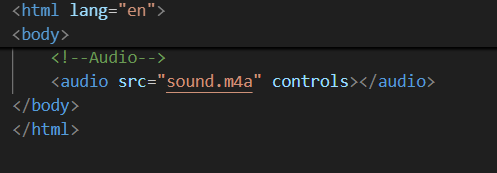 <html lang="en">
<body>
<!--Audio-->
<audio src="sound.m4a" controls></audio>
</body>
</html>